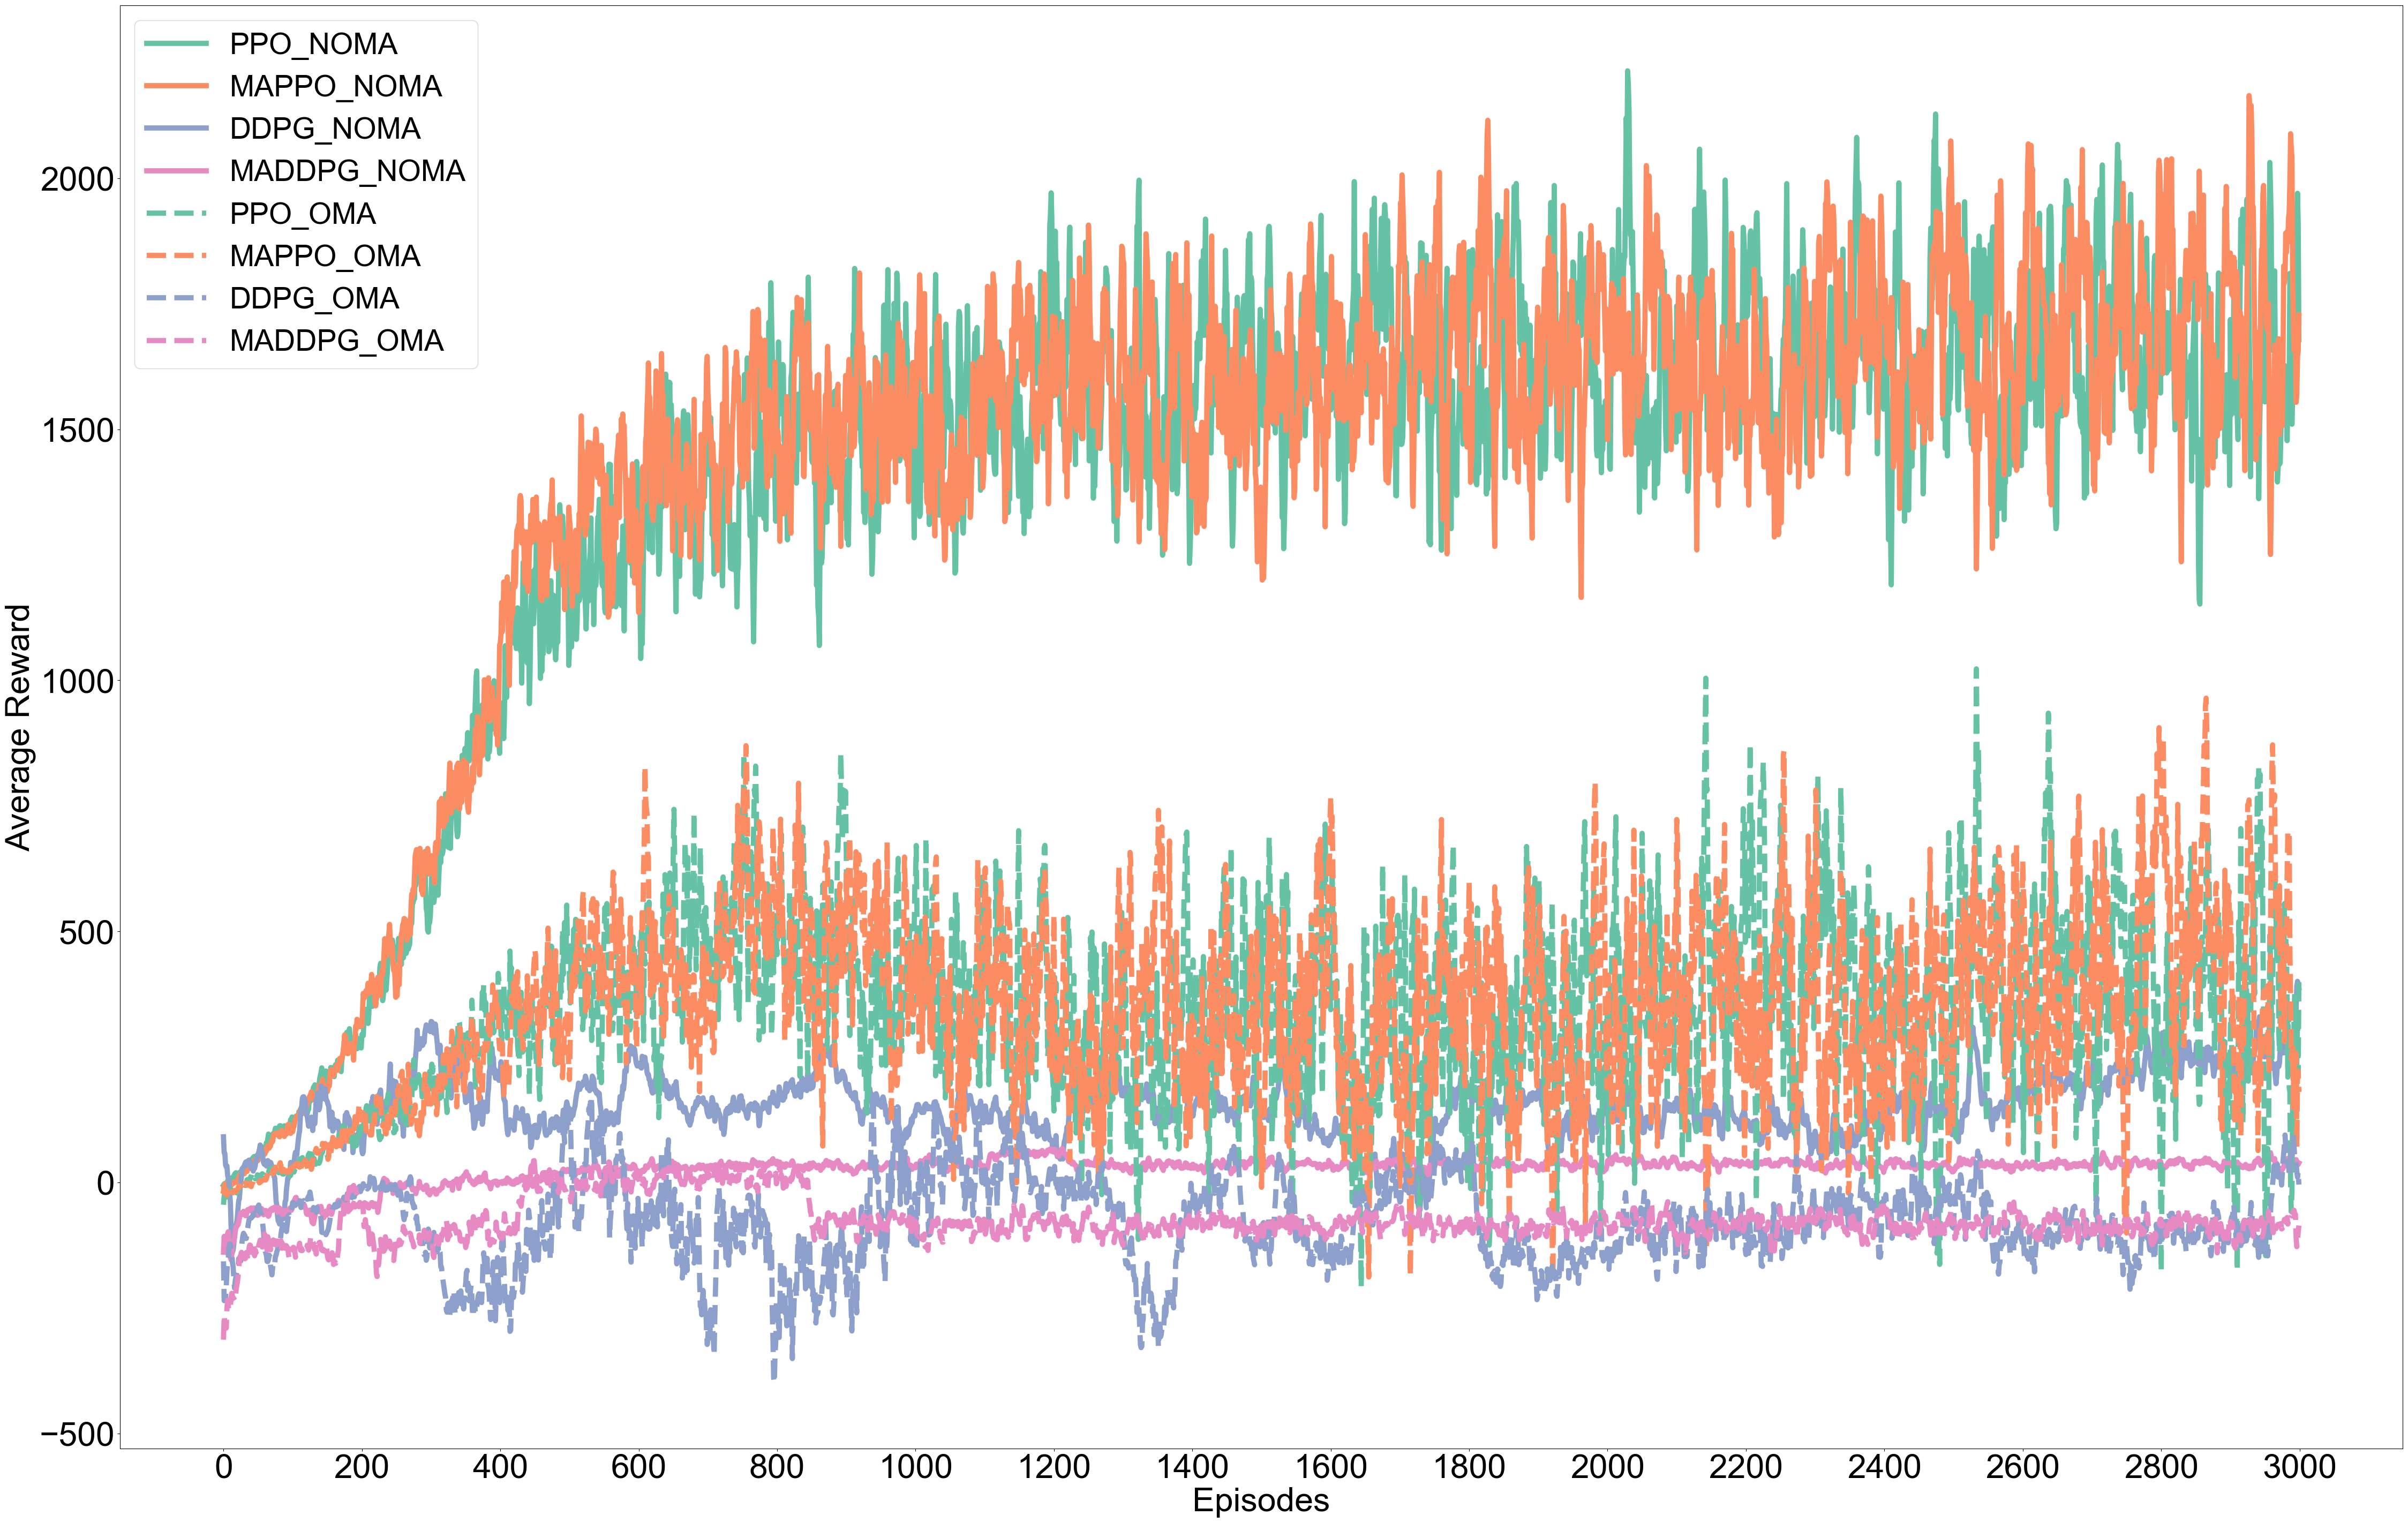 PPO_NOMA
MAPPO_NOMA
DDPG_NOMA
MADDPG_NOMA
PPO_OMA
MAPPO_OMA
DDPG_OMA
MADDPG_OMA
Average Reward
2000
1500
1000
500
0
−500
0 200 400 600 800 1000 1200 1400 1600 1800 2000 2200 2400 2600 2800 3000
Episodes